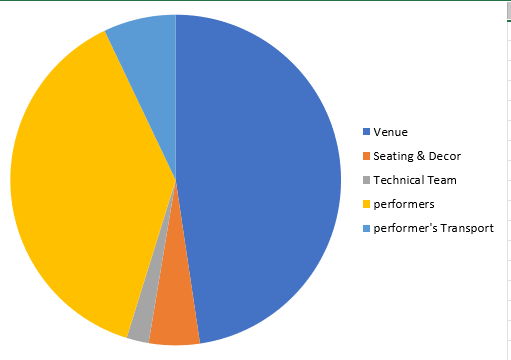 Venue
Seating & Decor
Technical Team
performers
performer's Transport